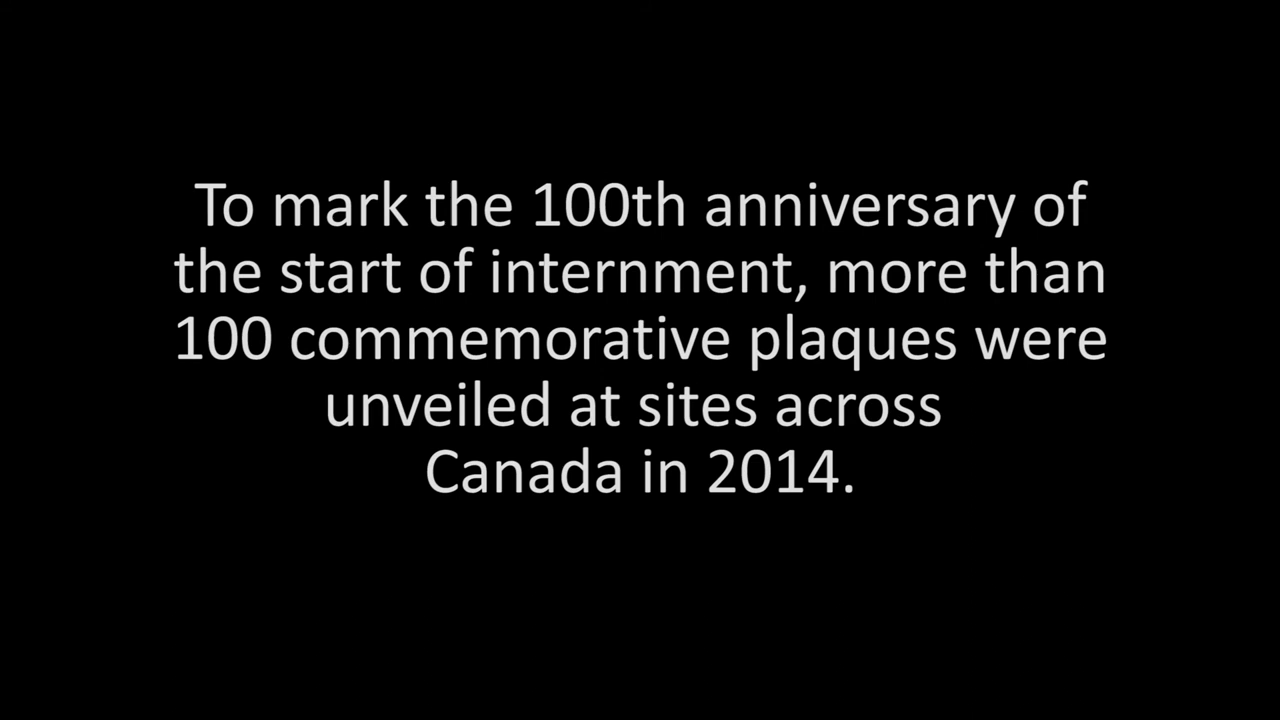 To mark the 100th anniversary of
the start of internment, more than
100 commemorative plaques were
unveiled at sites across
Canada in 2014.